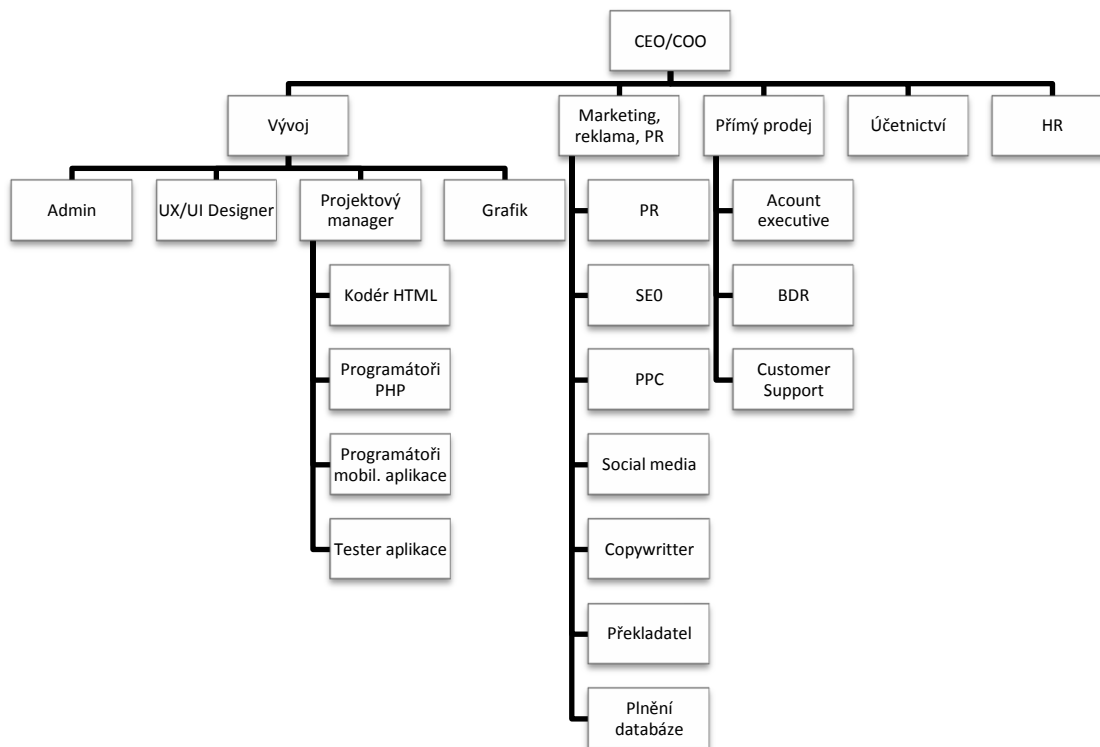 CEO/COO
Vývoj
Marketing,
reklama, PR
Přímý prodej
Účetnictví
HR
Admin
UX/UI Designer
Projektový
manager
Grafik
PR
Acount
executive
Kodér HTML
SE0
BDR
Programátoři
PHP
PPC
Customer
Support
Programátoři
mobil. aplikace
Social media
Tester aplikace
Copywritter
Překladatel
Plnění
databáze